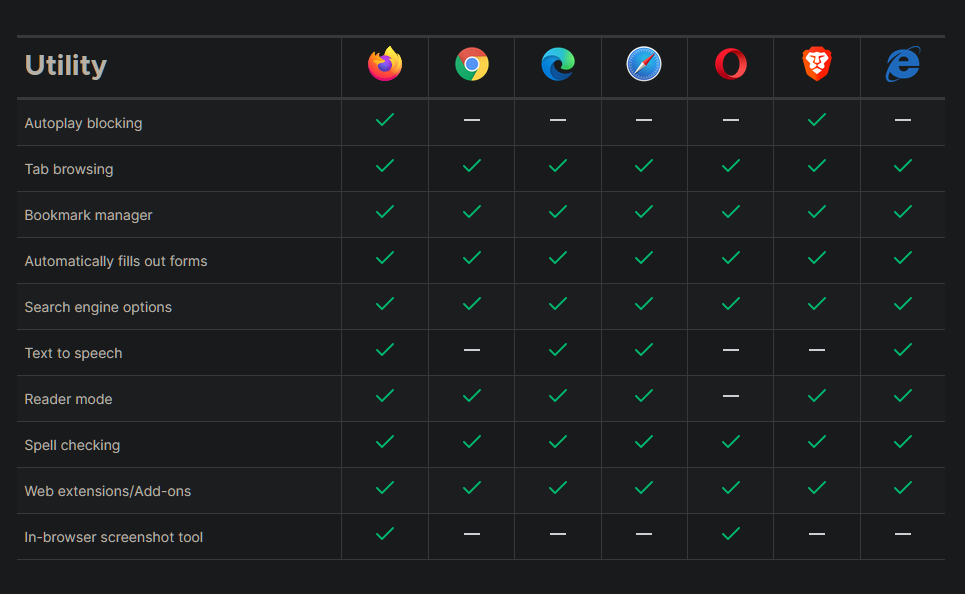 Utility
Autoplay blocking
Tab browsing
Bookmark manager
Automatically fills out forms
Search engine options
Text to speech
Reader mode
Spell checking
Web extensions/Add-ons
In-browser screenshot tool